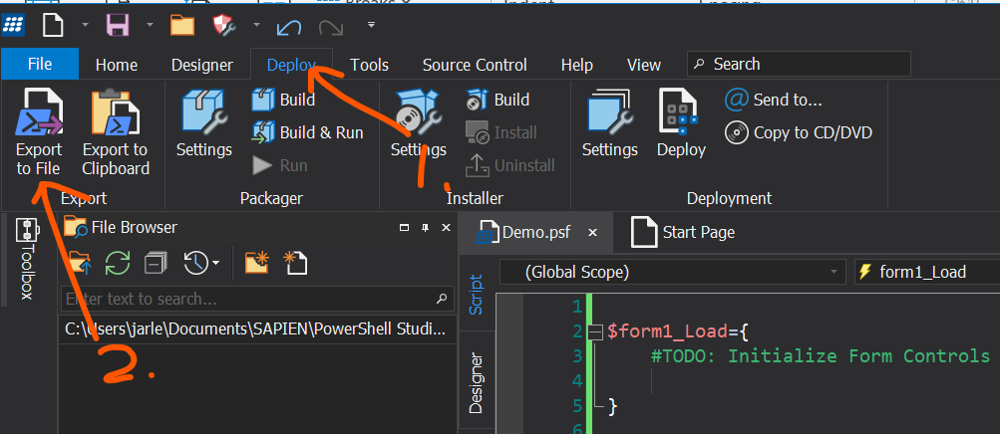 File Home Designer Deploy Tools Source Control Help View Search
Export to File
Export to Clipboard
Export
Settings
Build
Build & Run
Run
Packager
Settings
Build
Install
Uninstall
Installer
Settings
Deploy
Send to...
Copy to CD/DVD
Deployment
1.
2.
Toolbox
File Browser
Enter text to search...
C:\Users\jarle\Documents\SAPIEN\PowerShell Studi...
Demo.psf
Start Page
Script
Designer
(Global Scope)
form1_Load
1
2 $form1_Load={
3 #TODO: Initialize Form Controls
4
5 }
6